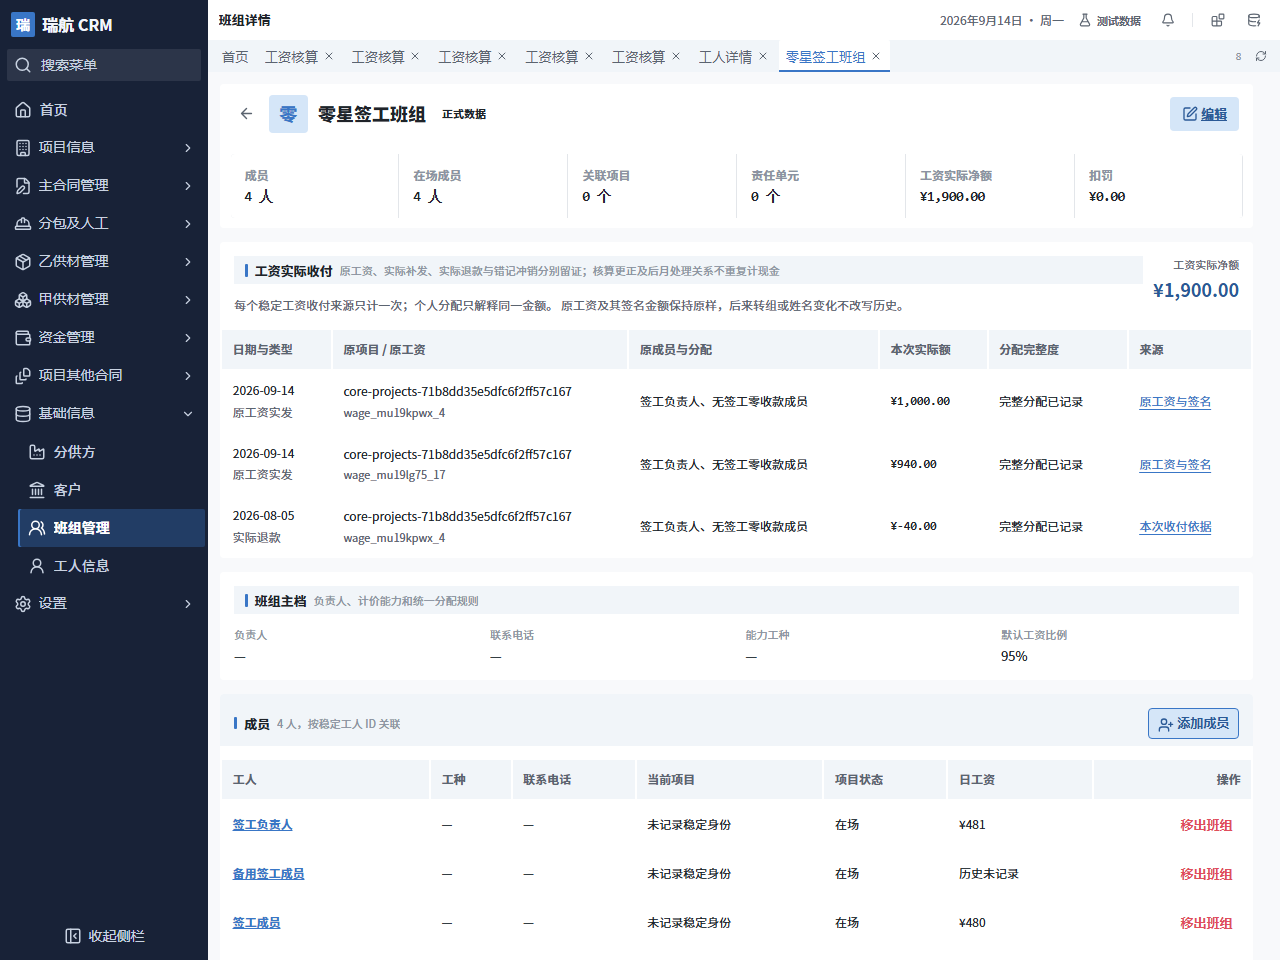 瑞 瑞航 CRM
搜索菜单
首页
项目信息
主合同管理
分包及人工
乙供材管理
甲供材管理
资金管理
项目其他合同
基础信息
分供方
客户
班组管理
工人信息
设置
收起侧栏
班组详情
2026年9月14日 · 周一 测试数据
首页 工资核算 × 工资核算 × 工资核算 × 工资核算 × 工资核算 × 工人详情 × 零星签工班组 × 8
零 零星签工班组 正式数据 编辑
成员 在场成员 关联项目 责任单元 工资实际净额 扣罚
4 人 4 人 0 个 0 个 ¥1,900.00 ¥0.00
工资实际收付 原工资、实际补发、实际退款与错记冲销分别留证；核算更正及后月处理关系不重复计现金
工资实际净额
¥1,900.00
每个稳定工资收付来源只计一次；个人分配只解释同一金额。 原工资及其签名金额保持原样，后来转组或姓名变化不改写历史。
日期与类型 原项目 / 原工资 原成员与分配 本次实际额 分配完整度 来源
2026-09-14 core-projects-71b8dd35e5dfc6f2ff57c167
签工负责人、无签工零收款成员 ¥1,000.00 完整分配已记录 原工资与签名
原工资实发 wage_mu19kpwx_4
2026-09-14 core-projects-71b8dd35e5dfc6f2ff57c167
签工负责人、无签工零收款成员 ¥940.00 完整分配已记录 原工资与签名
原工资实发 wage_mu19lg75_17
2026-08-05 core-projects-71b8dd35e5dfc6f2ff57c167
签工负责人、无签工零收款成员 ¥-40.00 完整分配已记录 本次收付依据
实际退款 wage_mu19kpwx_4
班组主档 负责人、计价能力和统一分配规则
负责人 联系电话 能力工种 默认工资比例
— — — 95%
成员 4 人，按稳定工人 ID 关联 添加成员
工人 工种 联系电话 当前项目 项目状态 日工资 操作
签工负责人 — — 未记录稳定身份 在场 ¥481 移出班组
备用签工成员 — — 未记录稳定身份 在场 历史未记录 移出班组
签工成员 — — 未记录稳定身份 在场 ¥480 移出班组